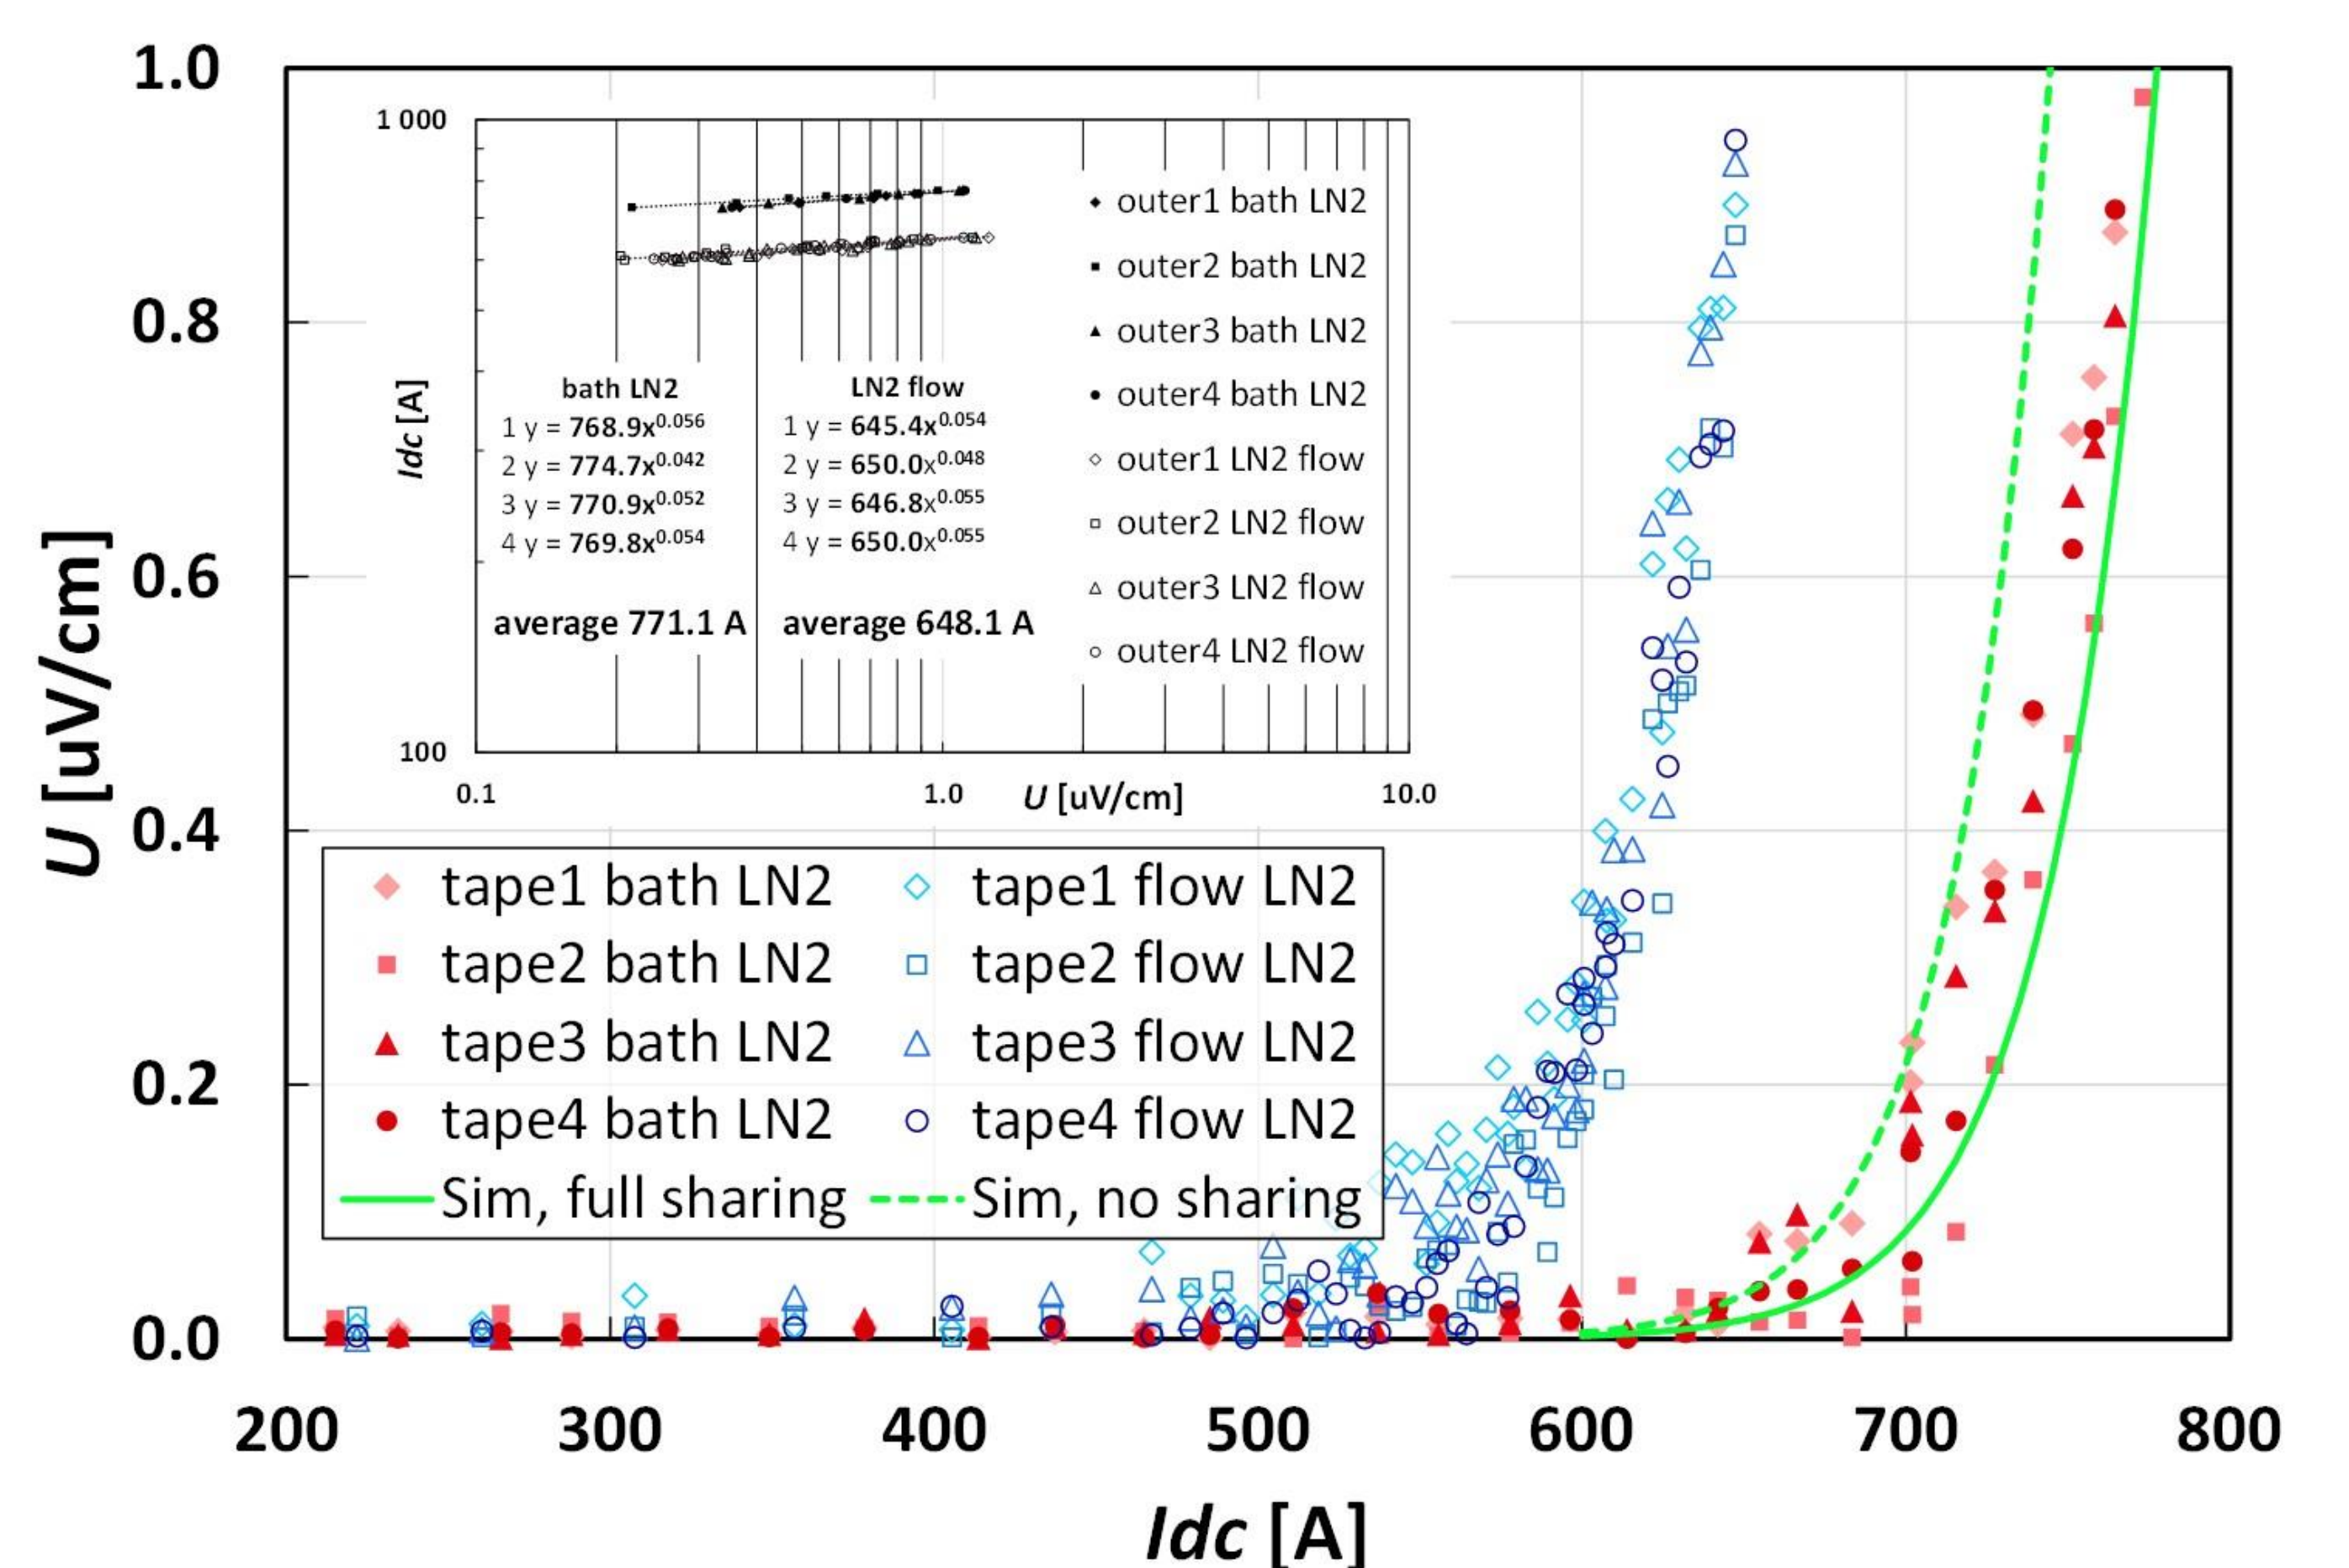 1.0
0.8
0.6
0.4
0.2
0.0
U [uV/cm]
200 300 400 500 600 700 800
Idc [A]
1 000
100
Idc [A]
0.1 1.0 10.0
U [uV/cm]
bath LN2
1 y = 768.9x^0.056
2 y = 774.7x^0.042
3 y = 770.9x^0.052
4 y = 769.8x^0.054
average 771.1 A
LN2 flow
1 y = 645.4x^0.054
2 y = 650.0x^0.048
3 y = 646.8x^0.055
4 y = 650.0x^0.055
average 648.1 A
outer1 bath LN2
outer2 bath LN2
outer3 bath LN2
outer4 bath LN2
outer1 LN2 flow
outer2 LN2 flow
outer3 LN2 flow
outer4 LN2 flow
tape1 bath LN2 tape1 flow LN2
tape2 bath LN2 tape2 flow LN2
tape3 bath LN2 tape3 flow LN2
tape4 bath LN2 tape4 flow LN2
Sim, full sharing Sim, no sharing